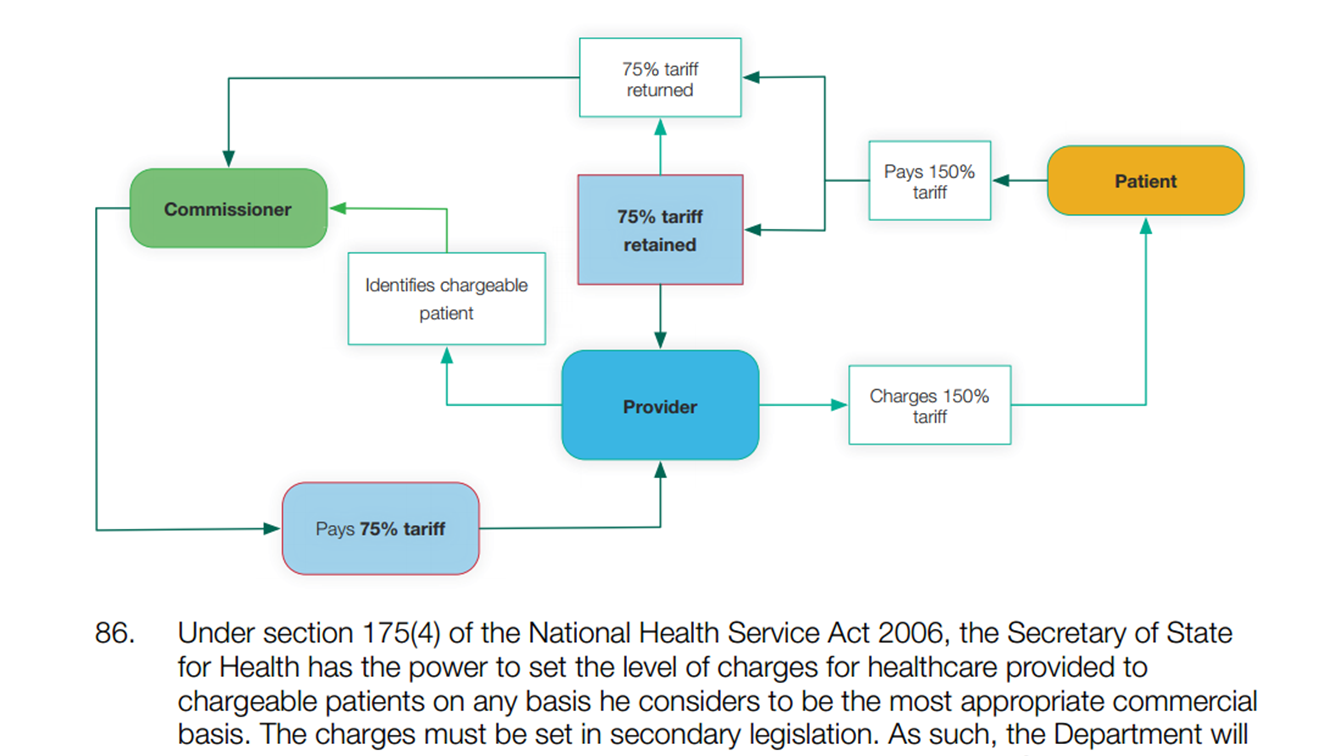 75% tariff
returned
Pays 150%
tariff
Patient
Commissioner
75% tariff
retained
Identifies chargeable
patient
Provider
Charges 150%
tariff
Pays 75% tariff
86. Under section 175(4) of the National Health Service Act 2006, the Secretary of State
for Health has the power to set the level of charges for healthcare provided to
chargeable patients on any basis he considers to be the most appropriate commercial
basis. The charges must be set in secondary legislation. As such, the Department will